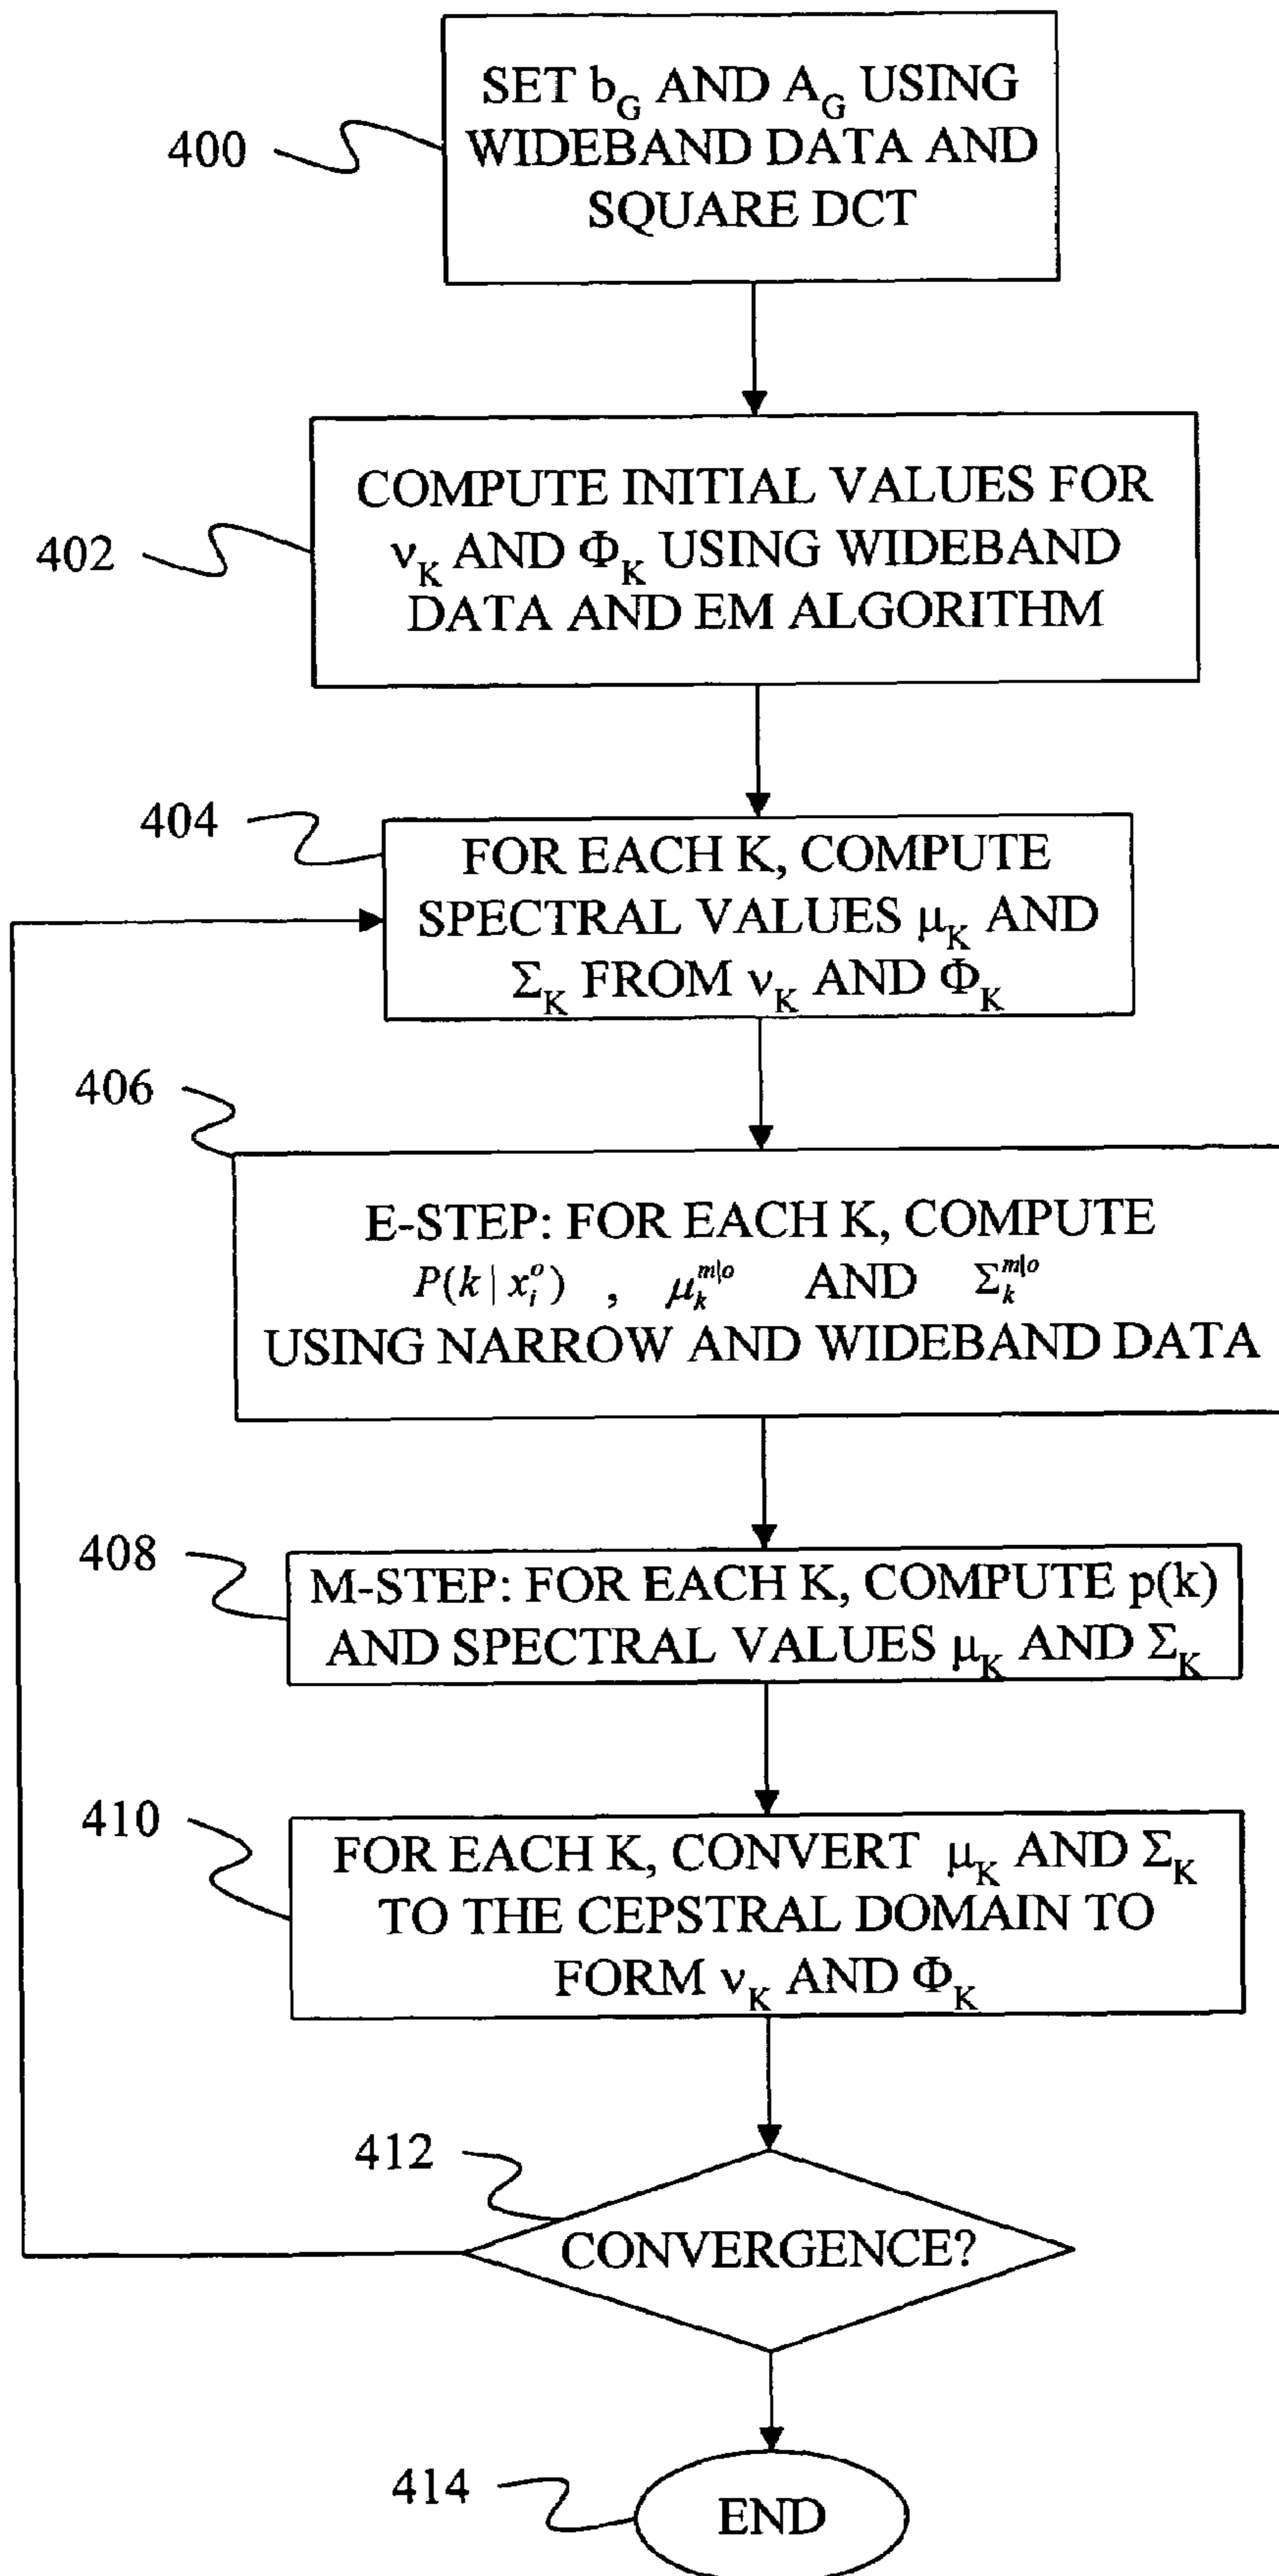 400
SET b_G AND A_G USING
WIDEBAND DATA AND
SQUARE DCT
402
COMPUTE INITIAL VALUES FOR
ν_K AND Φ_K USING WIDEBAND
DATA AND EM ALGORITHM
404
FOR EACH K, COMPUTE
SPECTRAL VALUES μ_K AND
Σ_K FROM ν_K AND Φ_K
406
E-STEP: FOR EACH K, COMPUTE
P(k | x_i^o) , μ_k^{m|o} AND Σ_k^{m|o}
USING NARROW AND WIDEBAND DATA
408
M-STEP: FOR EACH K, COMPUTE p(k)
AND SPECTRAL VALUES μ_K AND Σ_K
410
FOR EACH K, CONVERT μ_K AND Σ_K
TO THE CEPSTRAL DOMAIN TO
FORM ν_K AND Φ_K
412
CONVERGENCE?
414
END